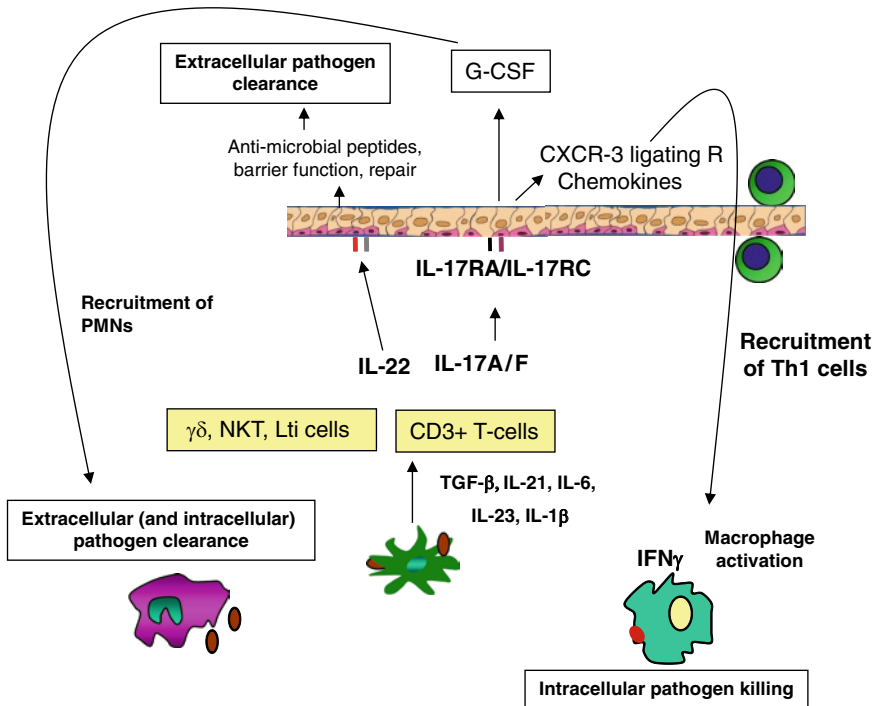 Extracellular pathogen
clearance
G-CSF
Anti-microbial peptides,
barrier function, repair
CXCR-3 ligating R
Chemokines
IL-17RA/IL-17RC
Recruitment of
PMNs
IL-22
IL-17A/F
Recruitment
of Th1 cells
γδ, NKT, Lti cells
CD3+ T-cells
TGF-β, IL-21, IL-6,
IL-23, IL-1β
Extracellular (and intracellular)
pathogen clearance
Macrophage
activation
IFNγ
Intracellular pathogen killing